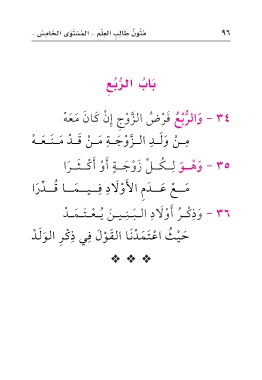 ٩٦ مُتُونُ طَالِبِ العِلْمِ - المُسْتَوَى الخَامِسُ -
بَابُ الرُّبُعِ
٣٤ - وَالرُّبْعُ فَرْضُ الزَّوْجِ إِنْ كَانَ مَعَهْ
مِنْ وَلَدِ الزَّوْجَةِ مَنْ قَدْ مَنَعَهْ
٣٥ - وَهْوَ لِكُلِّ زَوْجَةٍ أَوْ أَكْثَرَا
مَعْ عَدَمِ الأَوْلَادِ فِيمَا قُدِّرَا
٣٦ - وَذِكْرُ أَوْلَادِ البَنِينَ يُعْتَمَدْ
حَيْثُ اعْتَمَدْنَا القَوْلَ فِي ذِكْرِ الوَلَدْ